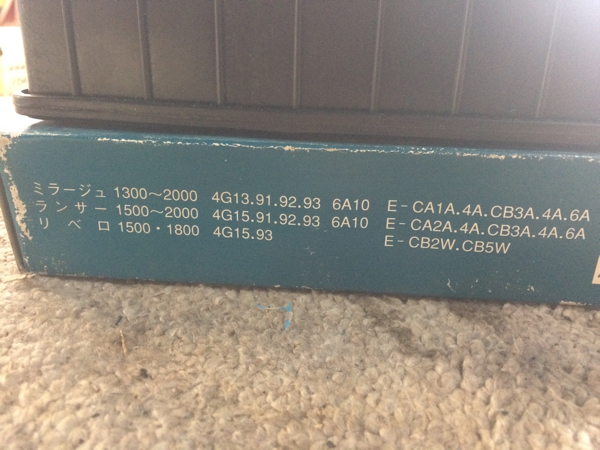 ミラージュ 1300～2000 4G13.91.92.93 6A10 E-CA1A.4A.CB3A.4A.6A
ランサー 1500～2000 4G15.91.92.93 6A10 E-CA2A.4A.CB3A.4A.6A
リベロ 1500・1800 4G15.93 E-CB2W.CB5W